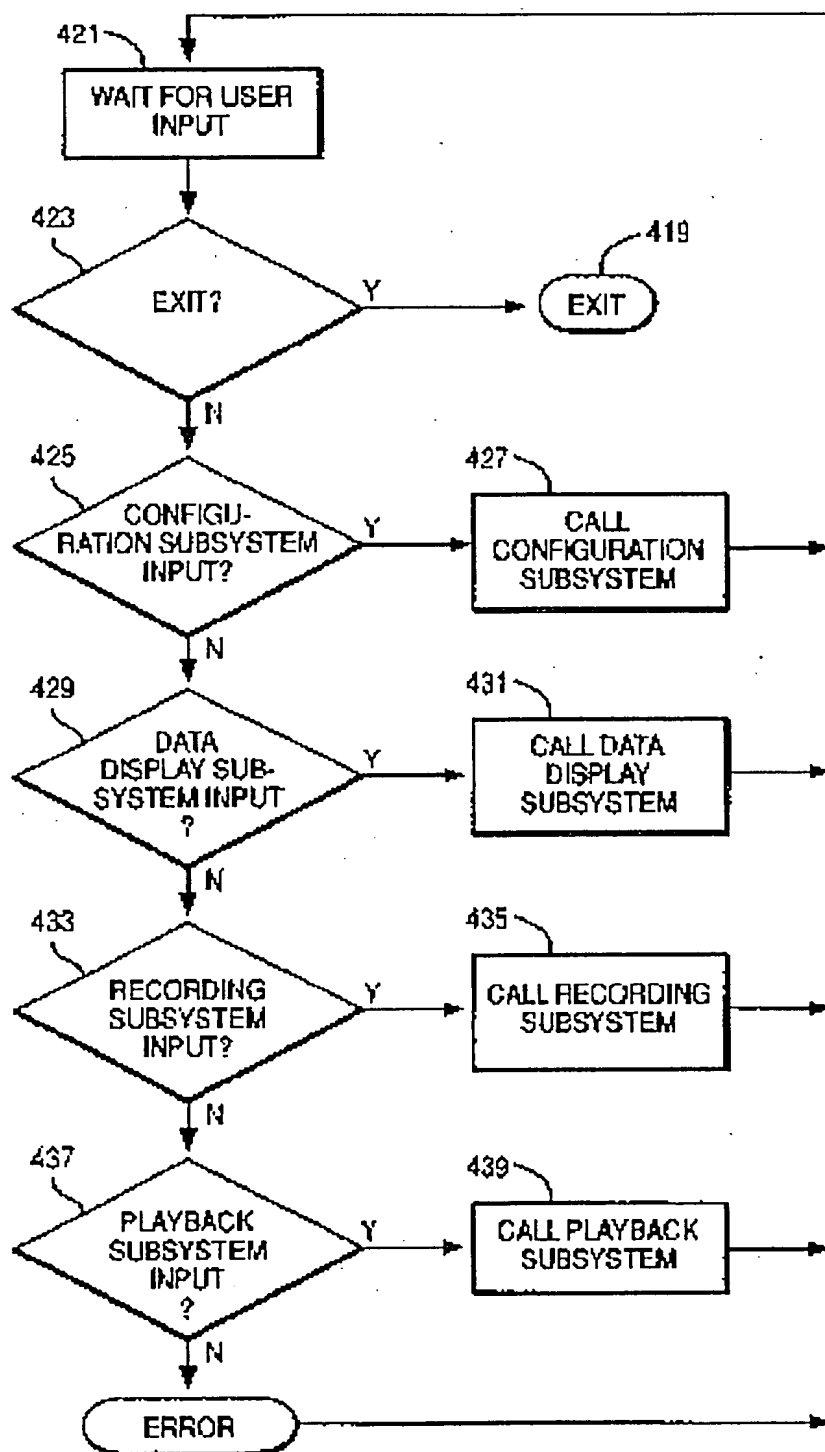 421
WAIT FOR USER
INPUT
423
EXIT?
Y
419
EXIT
N
425
CONFIGU-
RATION SUBSYSTEM
INPUT?
Y
427
CALL
CONFIGURATION
SUBSYSTEM
N
429
DATA
DISPLAY SUB-
SYSTEM INPUT
?
Y
431
CALL DATA
DISPLAY
SUBSYSTEM
N
433
RECORDING
SUBSYSTEM
INPUT?
Y
435
CALL RECORDING
SUBSYSTEM
N
437
PLAYBACK
SUBSYSTEM
INPUT
?
Y
439
CALL PLAYBACK
SUBSYSTEM
N
ERROR